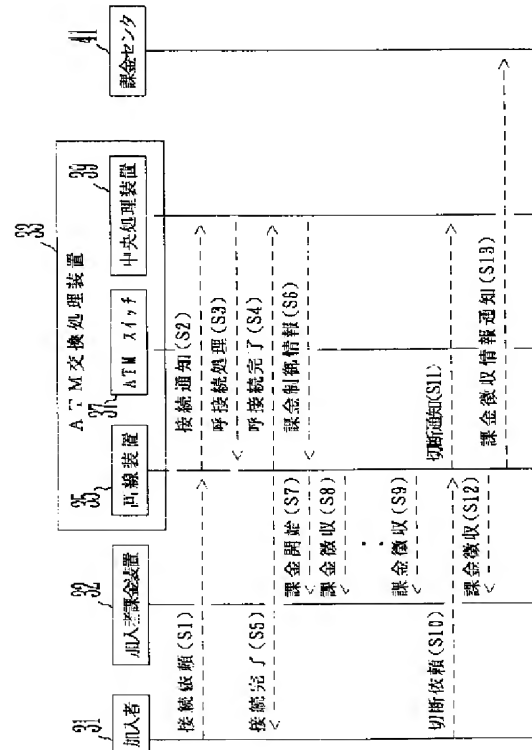 33
ATM交換処理装置
31
加入者
32
加入者課金装置
35
回線装置
37
ATM スイッチ
39
中央処理装置
41
課金センタ
接続依頼(S1)
接続通知(S2)
呼接続処理(S3)
呼接続完了(S4)
接続完了(S5)
課金制御情報(S6)
課金開始(S7)
課金徴収(S8)
課金徴収(S9)
切断依頼(S10)
切断通知(S11)
課金徴収(S12)
課金徴収情報通知(S13)